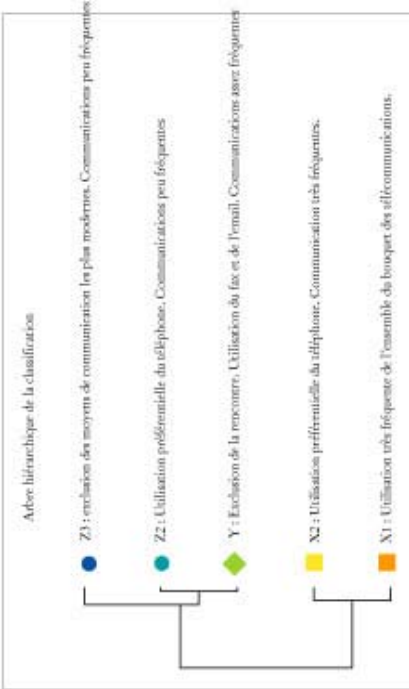 Arbre hiérarchique de la classification
Z3 : exclusion des moyens de communication les plus modernes. Communications peu fréquentes
Z2 : Utilisation préférentielle du téléphone. Communications peu fréquentes
Y : Exclusion de la rencontre. Utilisation du fax et de l'email. Communications assez fréquentes
X2 : Utilisation préférentielle du téléphone. Communication très fréquentes.
X1 : Utilisation très fréquente de l'ensemble du bouquet des télécommunications.